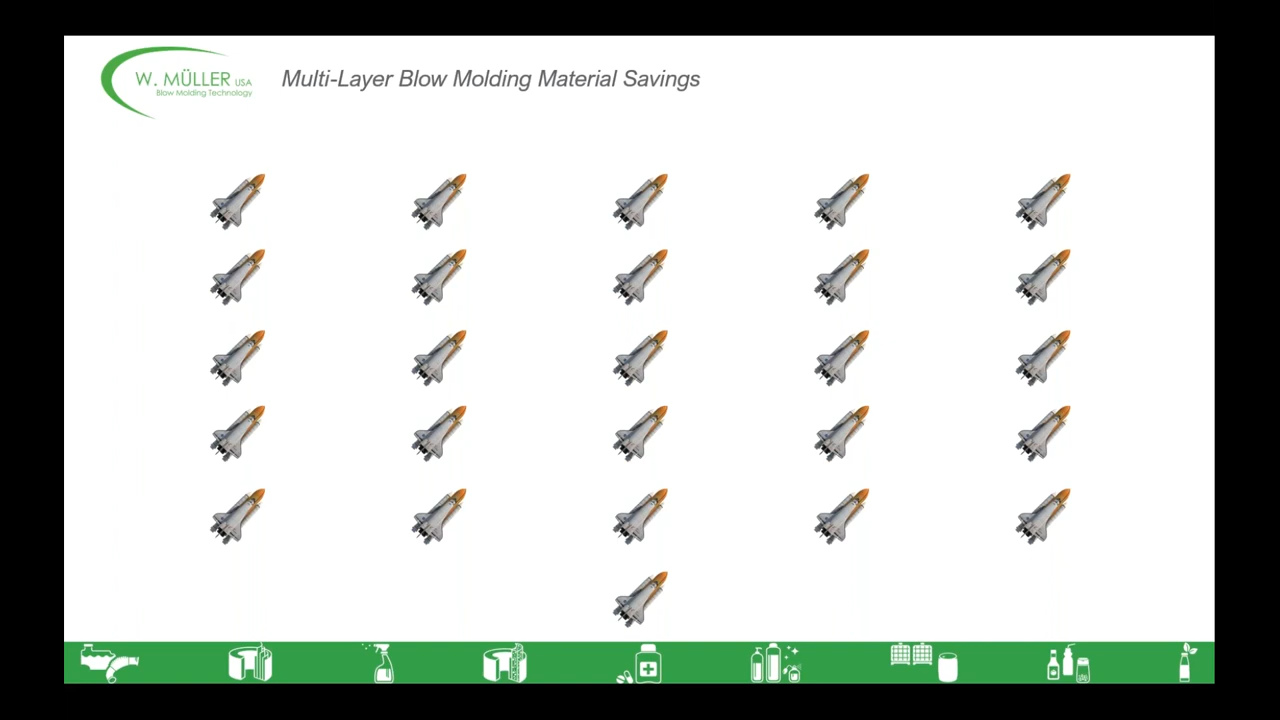 W. MÜLLER USA
Blow Molding Technology
Multi-Layer Blow Molding Material Savings